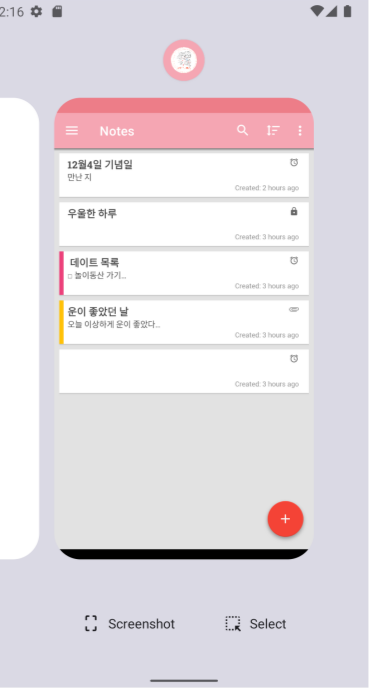 2:16
Notes
12월4일 기념일
만난 지
Created: 2 hours ago
우울한 하루
Created: 3 hours ago
데이트 목록
□ 놀이동산 가기...
Created: 3 hours ago
운이 좋았던 날
오늘 이상하게 운이 좋았다...
Created: 3 hours ago
Created: 3 hours ago
Screenshot
Select